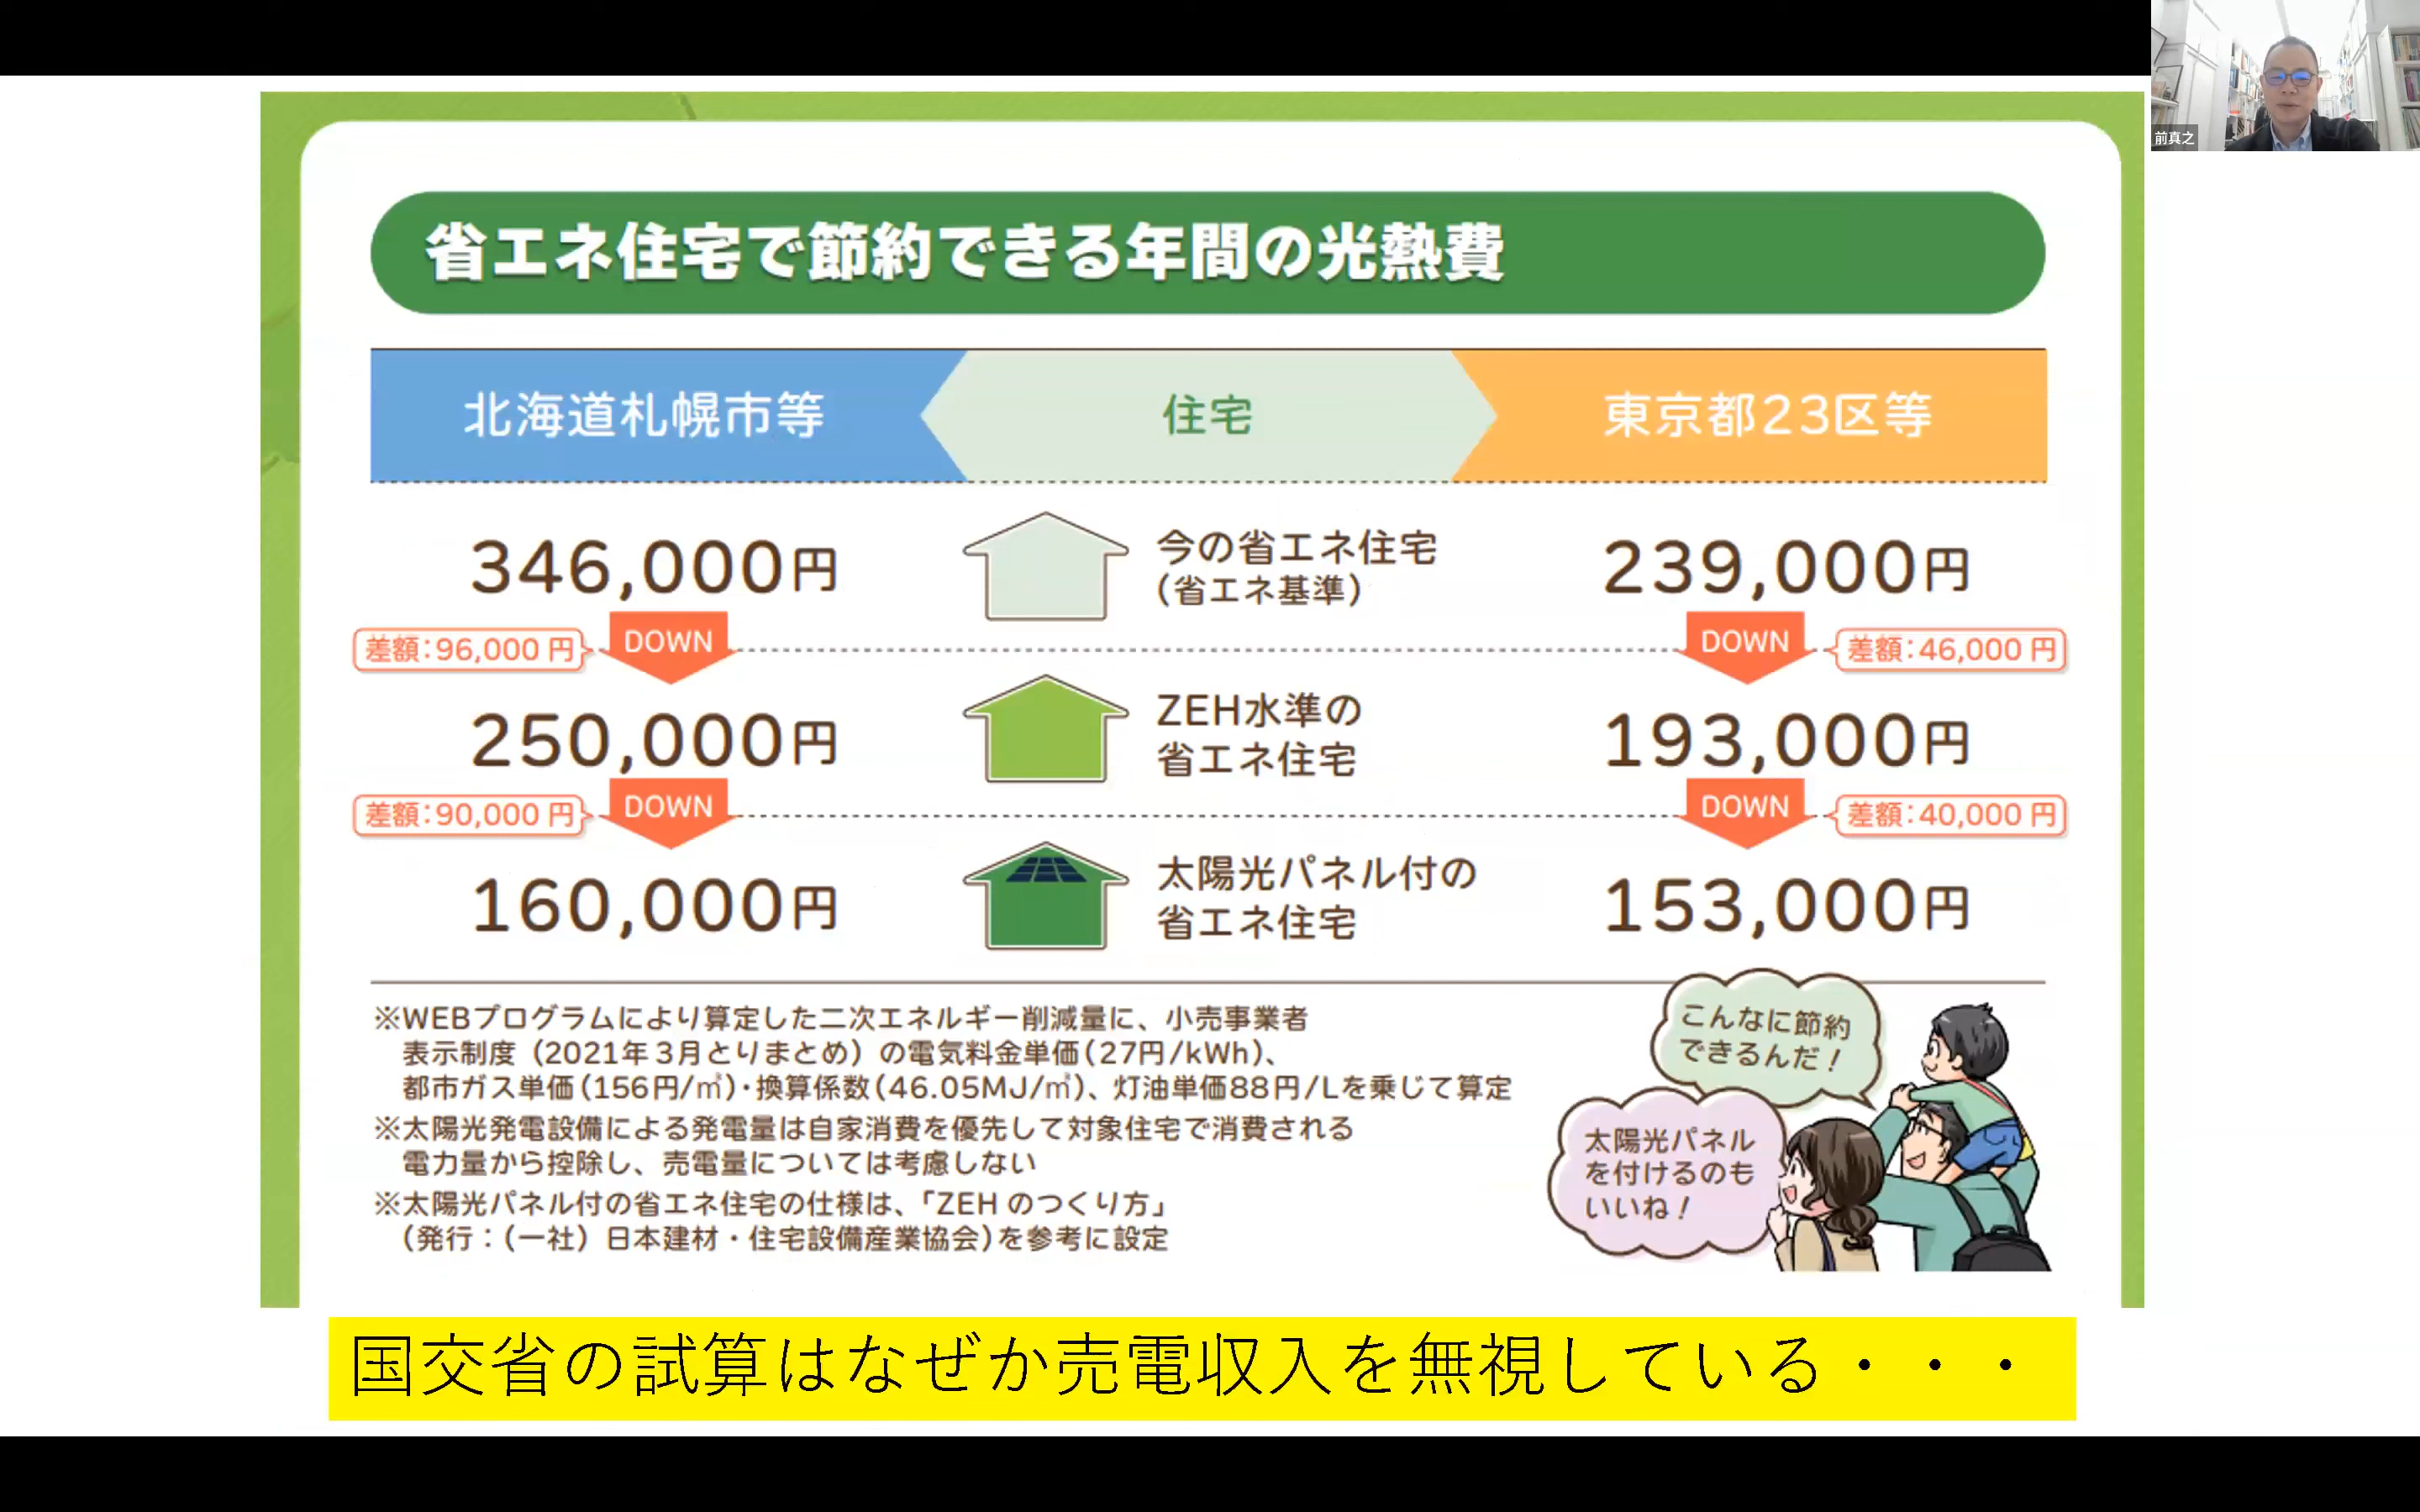 前真之
省エネ住宅で節約できる年間の光熱費
北海道札幌市等
住宅
東京都23区等
346,000円
今の省エネ住宅
(省エネ基準)
239,000円
差額:96,000円
DOWN
DOWN
差額:46,000円
250,000円
ZEH水準の
省エネ住宅
193,000円
差額:90,000円
DOWN
DOWN
差額:40,000円
160,000円
太陽光パネル付の
省エネ住宅
153,000円
※WEBプログラムにより算定した二次エネルギー削減量に、小売事業者
表示制度(2021年3月とりまとめ)の電気料金単価(27円/kWh)、
都市ガス単価(156円/㎥)・換算係数(46.05MJ/㎥)、灯油単価88円/Lを乗じて算定
※太陽光発電設備による発電量は自家消費を優先して対象住宅で消費される
電力量から控除し、売電量については考慮しない
※太陽光パネル付の省エネ住宅の仕様は、「ZEHのつくり方」
(発行:(一社)日本建材・住宅設備産業協会)を参考に設定
こんなに節約
できるんだ!
太陽光パネル
を付けるのも
いいね!
国交省の試算はなぜか売電収入を無視している・・・